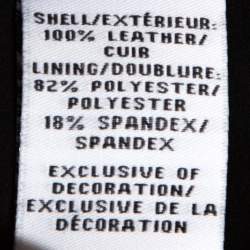 SHELL/EXTÉRIEUR:
100% LEATHER/
CUIR
LINING/DOUBLURE:
82% POLYESTER/
POLYESTER
18% SPANDEX/
SPANDEX
EXCLUSIVE OF
DECORATION/
EXCLUSIVE DE LA
DÉCORATION